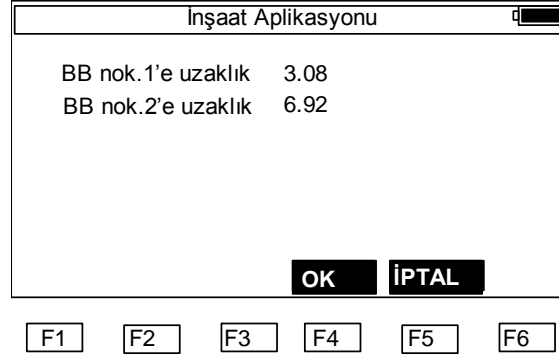 İnşaat Aplikasyonu
BB nok.1’e uzaklık 3.08
BB nok.2’e uzaklık 6.92
OK İPTAL
F1 F2 F3 F4 F5 F6